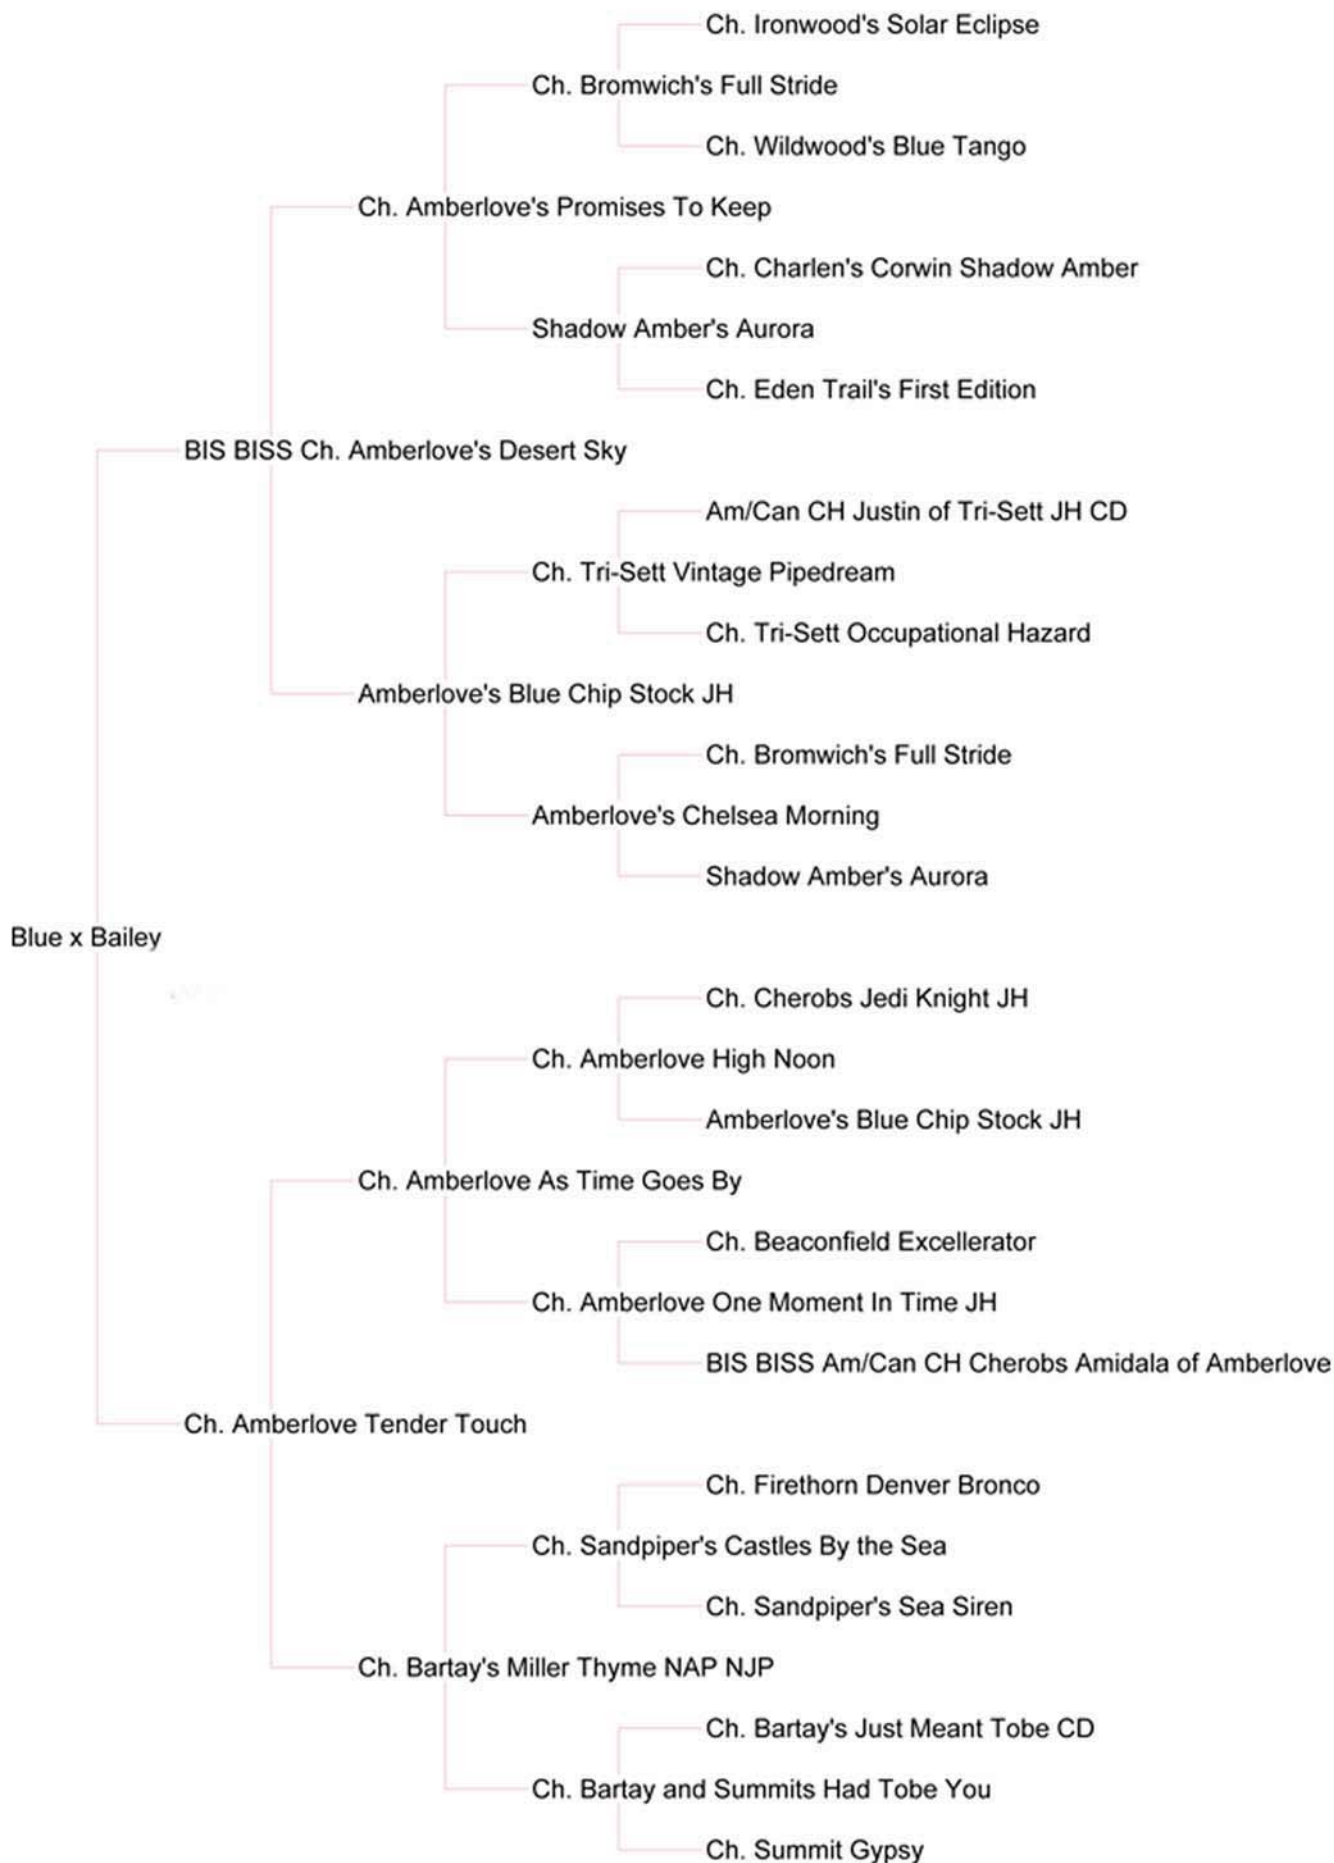 Ch. Ironwood's Solar Eclipse
Ch. Bromwich's Full Stride
Ch. Wildwood's Blue Tango
Ch. Amberlove's Promises To Keep
Ch. Charlen's Corwin Shadow Amber
Shadow Amber's Aurora
Ch. Eden Trail's First Edition
BIS BISS Ch. Amberlove's Desert Sky
Am/Can CH Justin of Tri-Sett JH CD
Ch. Tri-Sett Vintage Pipedream
Ch. Tri-Sett Occupational Hazard
Amberlove's Blue Chip Stock JH
Ch. Bromwich's Full Stride
Amberlove's Chelsea Morning
Shadow Amber's Aurora
Blue x Bailey
Ch. Cherobs Jedi Knight JH
Ch. Amberlove High Noon
Amberlove's Blue Chip Stock JH
Ch. Amberlove As Time Goes By
Ch. Beaconfield Excellerator
Ch. Amberlove One Moment In Time JH
BIS BISS Am/Can CH Cherobs Amidala of Amberlove
Ch. Amberlove Tender Touch
Ch. Firethorn Denver Bronco
Ch. Sandpiper's Castles By the Sea
Ch. Sandpiper's Sea Siren
Ch. Bartay's Miller Thyme NAP NJP
Ch. Bartay's Just Meant Tobe CD
Ch. Bartay and Summits Had Tobe You
Ch. Summit Gypsy